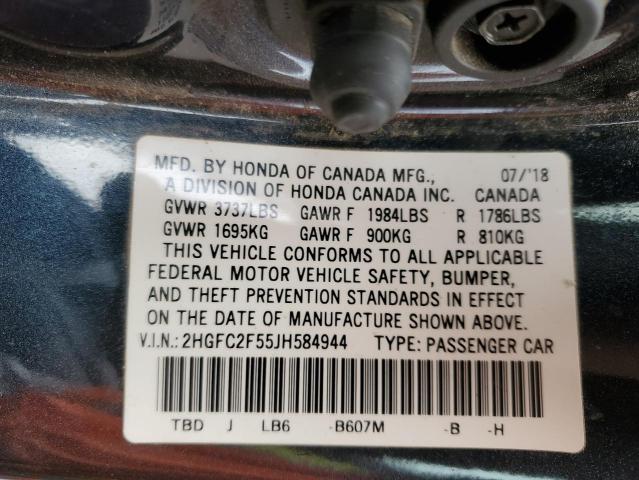 MFD. BY HONDA OF CANADA MFG., 07/'18
A DIVISION OF HONDA CANADA INC. CANADA
GVWR 3737LBS GAWR F 1984LBS R 1786LBS
GVWR 1695KG GAWR F 900KG R 810KG
THIS VEHICLE CONFORMS TO ALL APPLICABLE
FEDERAL MOTOR VEHICLE SAFETY, BUMPER,
AND THEFT PREVENTION STANDARDS IN EFFECT
ON THE DATE OF MANUFACTURE SHOWN ABOVE.
V.I.N.: 2HGFC2F55JH584944 TYPE: PASSENGER CAR
TBD J LB6 -B607M -B -H